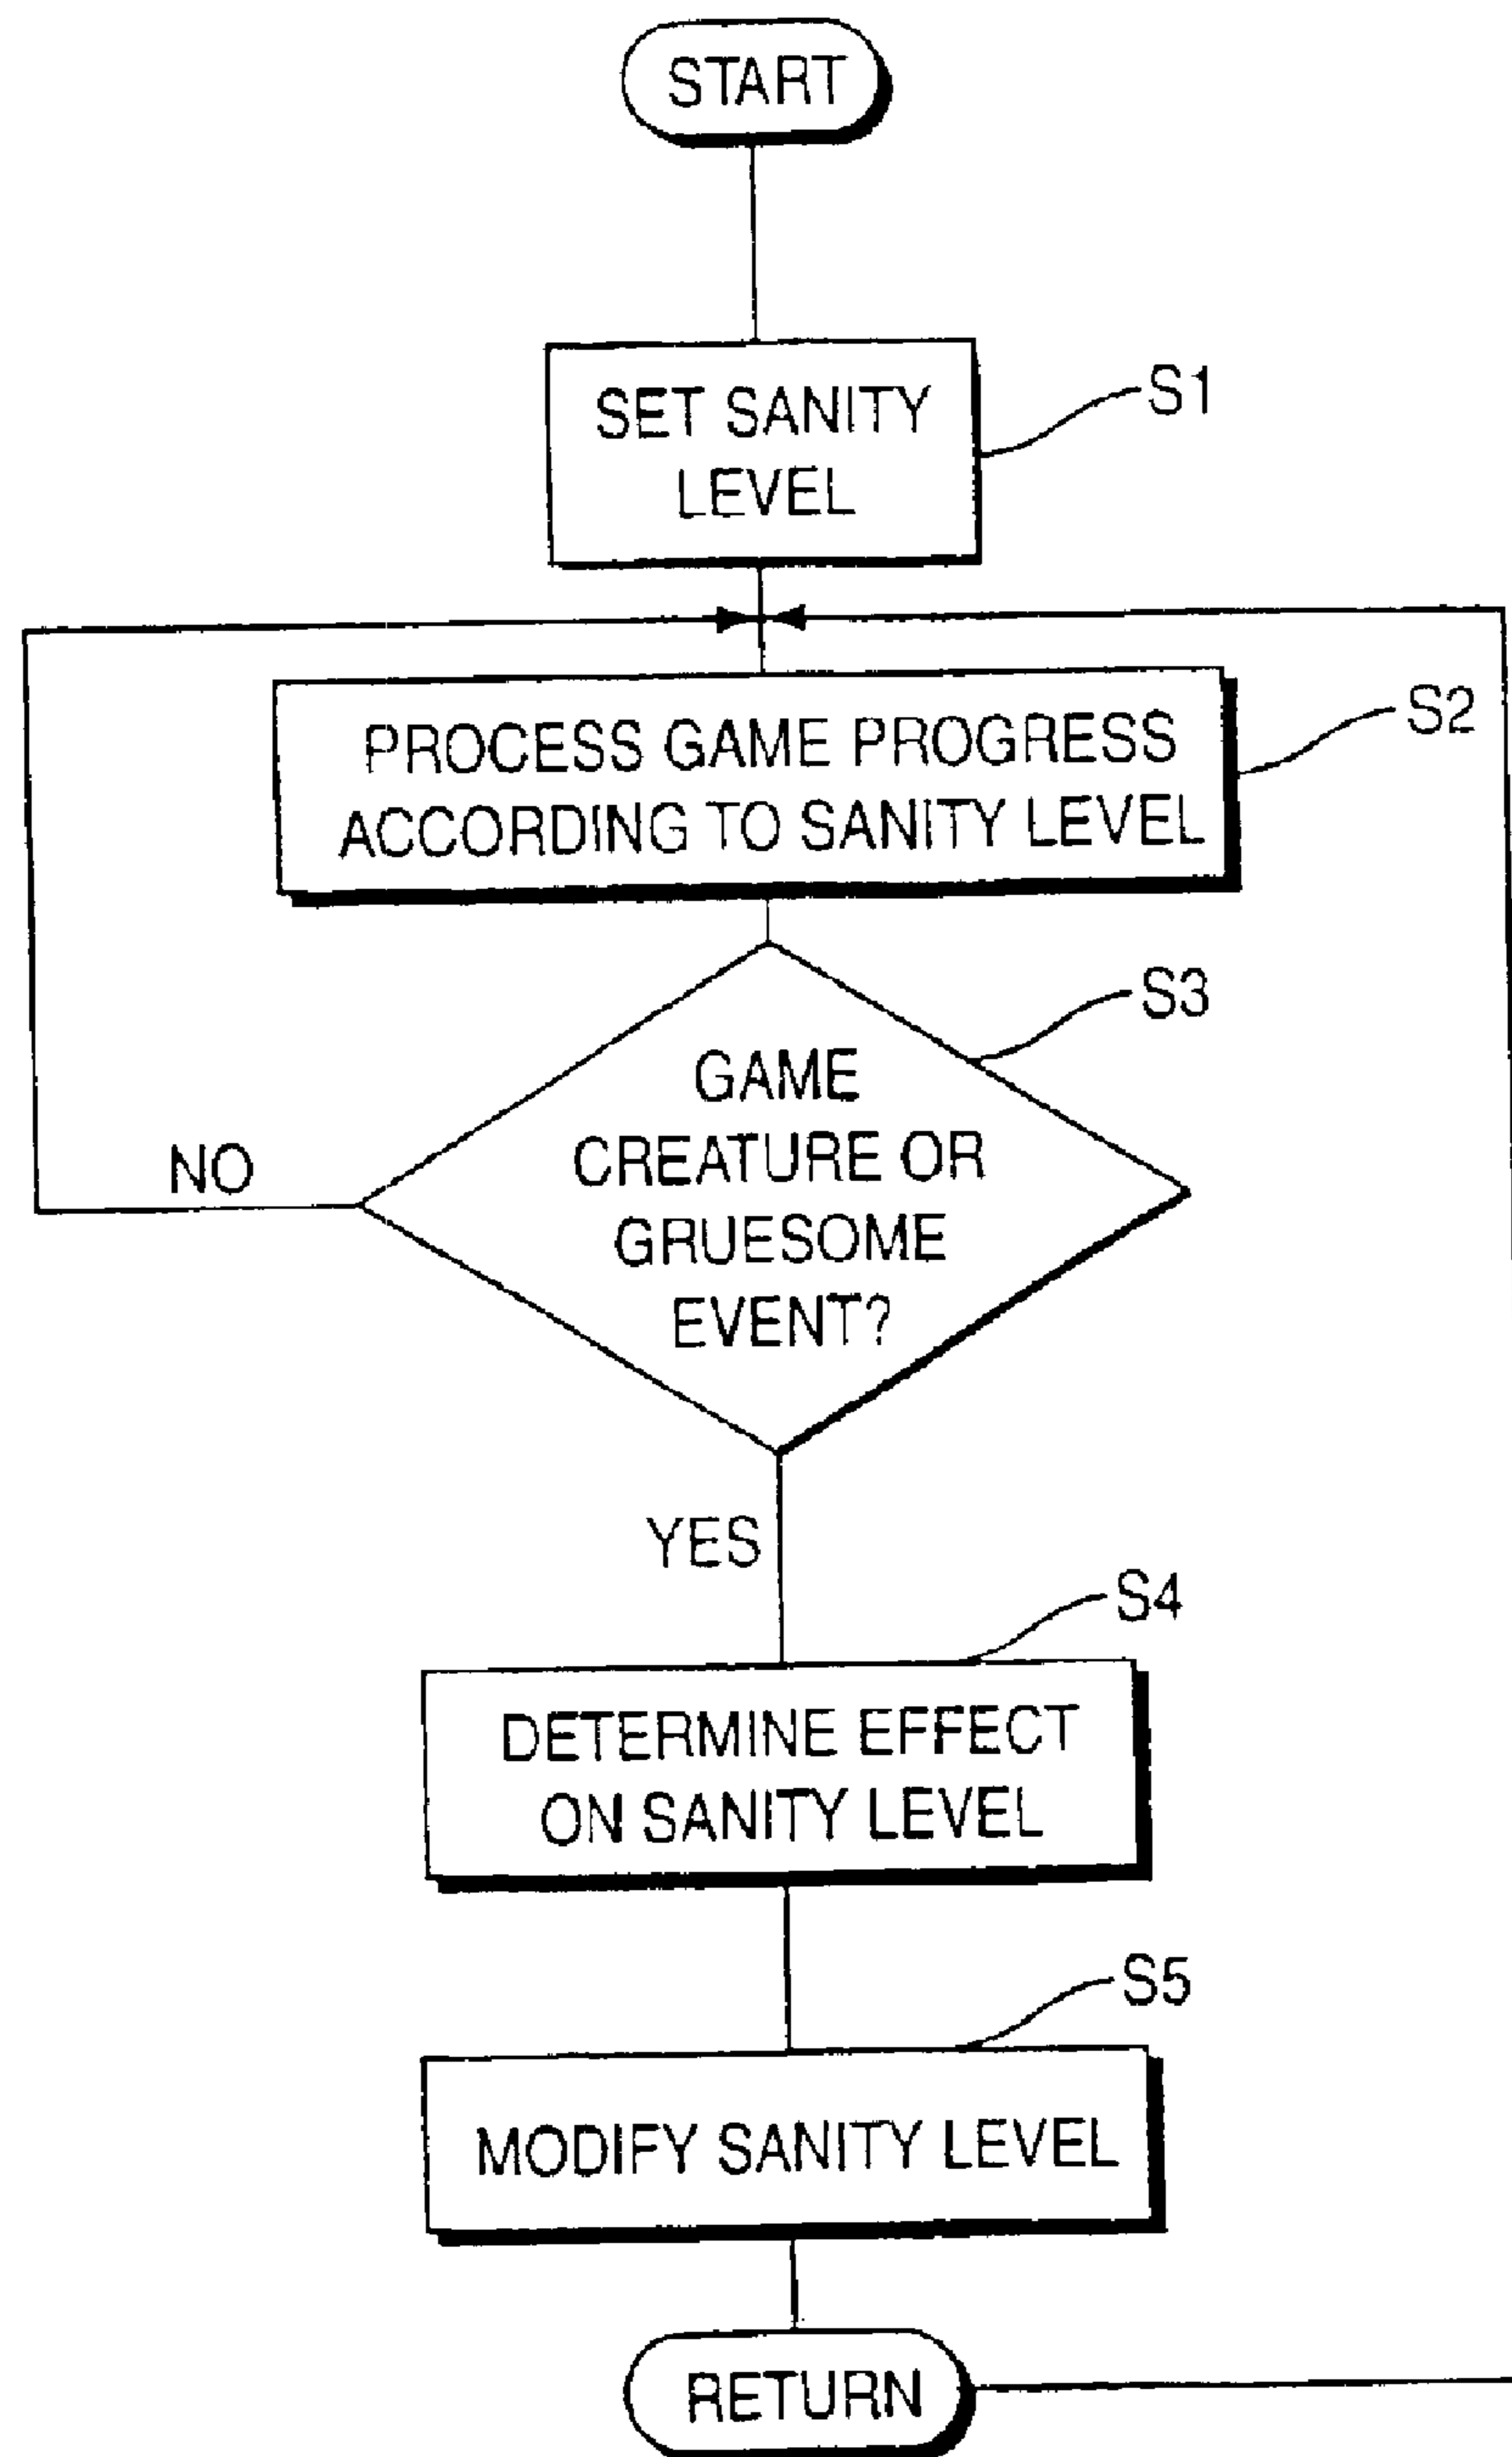 START
SET SANITY
LEVEL
S1
PROCESS GAME PROGRESS
ACCORDING TO SANITY LEVEL
S2
GAME
CREATURE OR
GRUESOME
EVENT?
S3
NO
YES
S4
DETERMINE EFFECT
ON SANITY LEVEL
S5
MODIFY SANITY LEVEL
RETURN